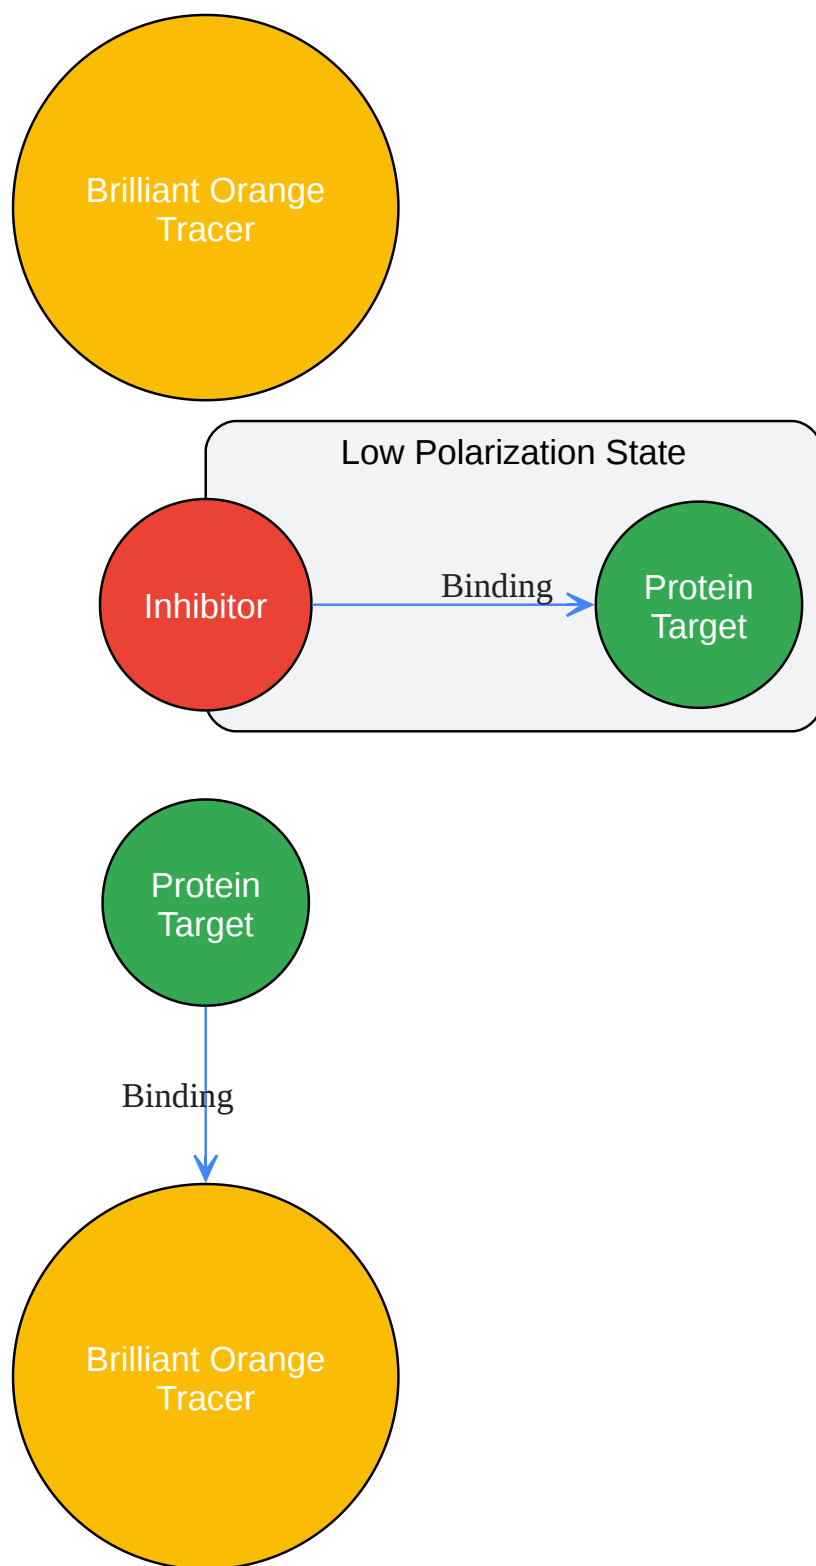 Brilliant Orange
Tracer
Low Polarization State
Inhibitor
Binding
Protein
Target
Protein
Target
Binding
Brilliant Orange
Tracer